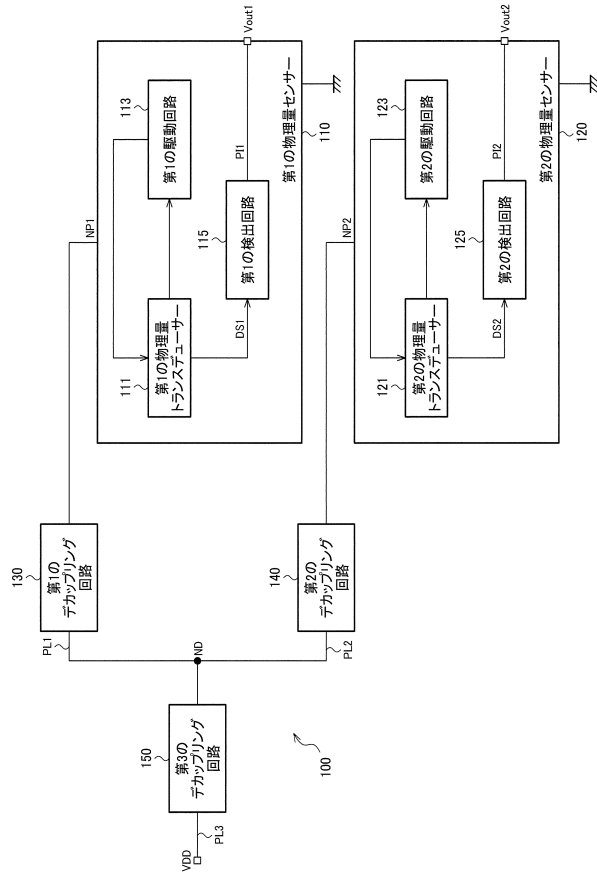 VDD
PL3
150
第3の
デカップリング
回路
100
ND
PL1
130
第1の
デカップリング
回路
PL2
140
第2の
デカップリング
回路
NP1
111
第1の物理量
トランスデューサー
113
第1の駆動回路
DS1
115
第1の検出回路
PI1
Vout1
第1の物理量センサー
110
NP2
121
第2の物理量
トランスデューサー
123
第2の駆動回路
DS2
125
第2の検出回路
PI2
Vout2
第2の物理量センサー
120